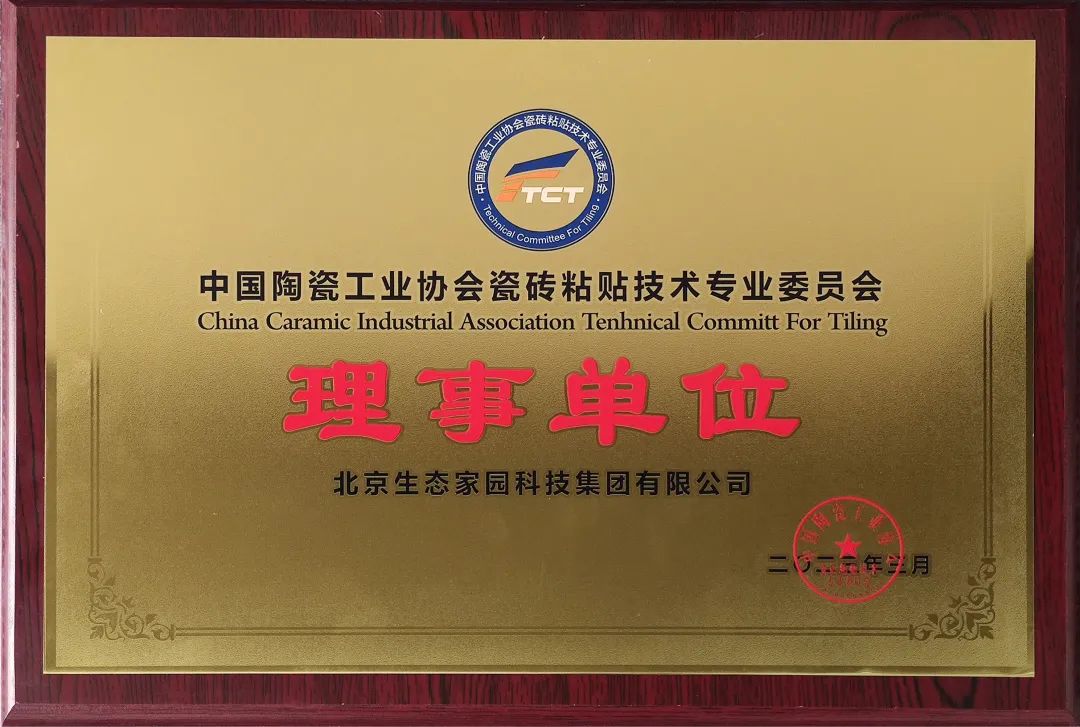 中国陶瓷工业协会瓷砖粘贴技术专业委员会
TCT
Technical Committee For Tiling
中国陶瓷工业协会瓷砖粘贴技术专业委员会
China Caramic Industrial Association Tenhnical Committ For Tiling
理事单位
北京生态家园科技集团有限公司
二〇二三年三月